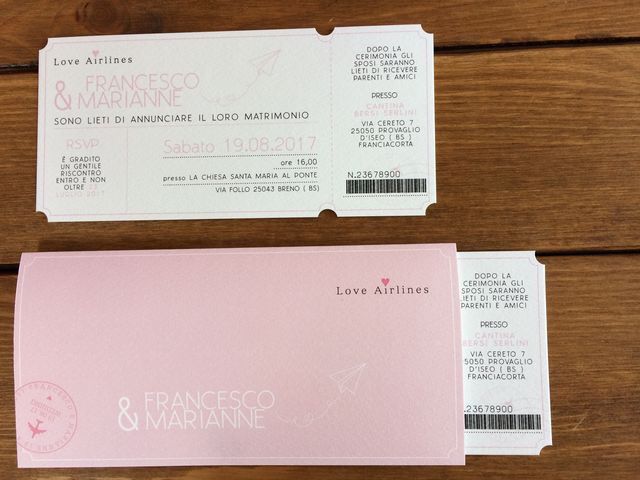 Love Airlines
FRANCESCO
& MARIANNE
SONO LIETI DI ANNUNCIARE IL LORO MATRIMONIO
RSVP
È GRADITO
UN GENTILE
RISCONTRO
ENTRO E NON
OLTRE
LUGLIO 2017
Sabato 19.08.2017
ore 16,00
presso LA CHIESA SANTA MARIA AL PONTE
VIA FOLLO 25043 BRENO ( BS)
DOPO LA
CERIMONIA GLI
SPOSI SARANNO
LIETI DI RICEVERE
PARENTI E AMICI
PRESSO
CANTINA
BERSI SERLINI
VIA CERETO 7
25050 PROVAGLIO
D'ISEO ( BS )
FRANCIACORTA
N.23678900
Love Airlines
FRANCESCO
& MARIANNE
DOPO LA
CERIMONIA GLI
SPOSI SARANNO
LIETI DI RICEVERE
PARENTI E AMICI
PRESSO
CANTINA
BERSI SERLINI
VIA CERETO 7
25050 PROVAGLIO
D'ISEO ( BS )
FRANCIACORTA
.23678900